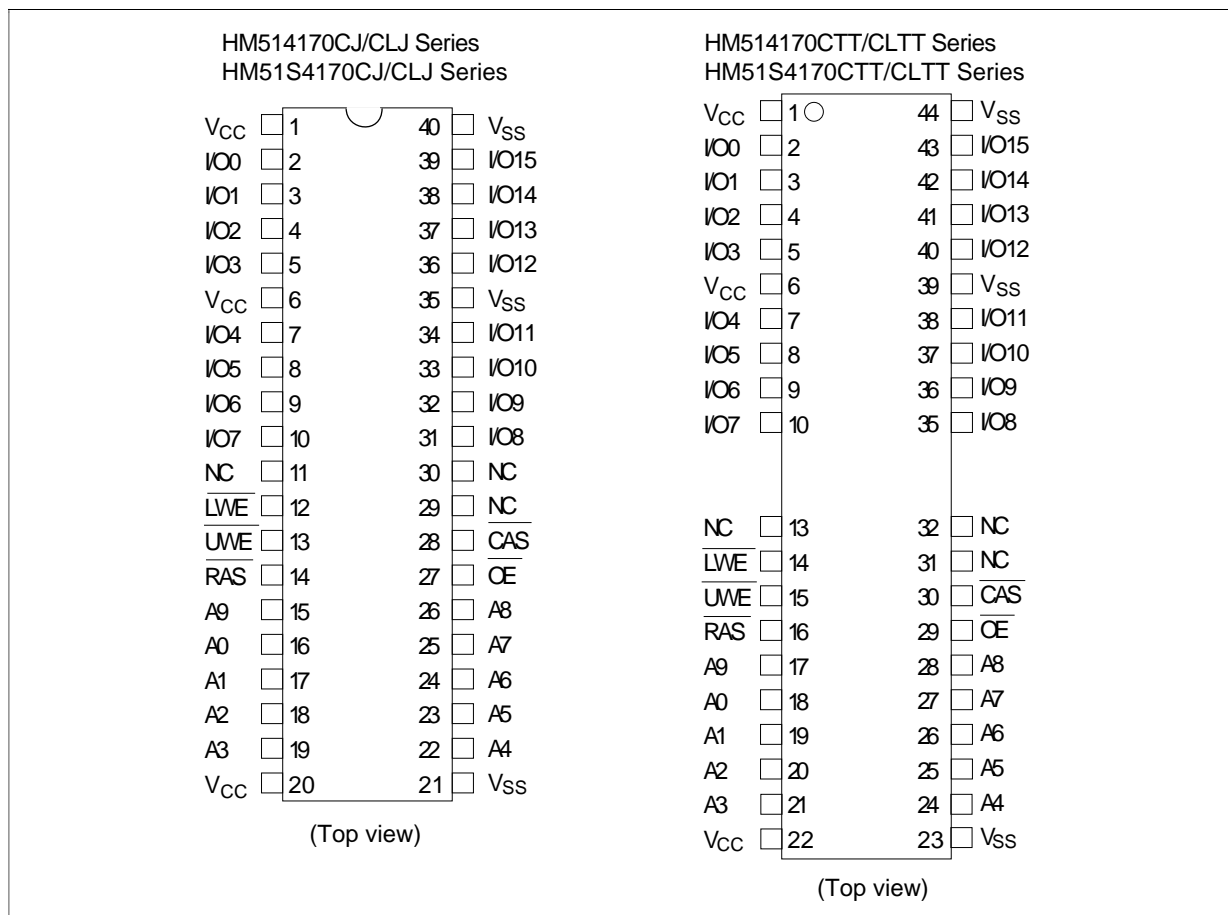 HM514170CJ/CLJ Series
HM51S4170CJ/CLJ Series
VCC 1 40 VSS
I/O0 2 39 I/O15
I/O1 3 38 I/O14
I/O2 4 37 I/O13
I/O3 5 36 I/O12
VCC 6 35 VSS
I/O4 7 34 I/O11
I/O5 8 33 I/O10
I/O6 9 32 I/O9
I/O7 10 31 I/O8
NC 11 30 NC
LWE 12 29 NC
UWE 13 28 CAS
RAS 14 27 OE
A9 15 26 A8
A0 16 25 A7
A1 17 24 A6
A2 18 23 A5
A3 19 22 A4
VCC 20 21 VSS
(Top view)
HM514170CTT/CLTT Series
HM51S4170CTT/CLTT Series
VCC 1 44 VSS
I/O0 2 43 I/O15
I/O1 3 42 I/O14
I/O2 4 41 I/O13
I/O3 5 40 I/O12
VCC 6 39 VSS
I/O4 7 38 I/O11
I/O5 8 37 I/O10
I/O6 9 36 I/O9
I/O7 10 35 I/O8
NC 13 32 NC
LWE 14 31 NC
UWE 15 30 CAS
RAS 16 29 OE
A9 17 28 A8
A0 18 27 A7
A1 19 26 A6
A2 20 25 A5
A3 21 24 A4
VCC 22 23 VSS
(Top view)